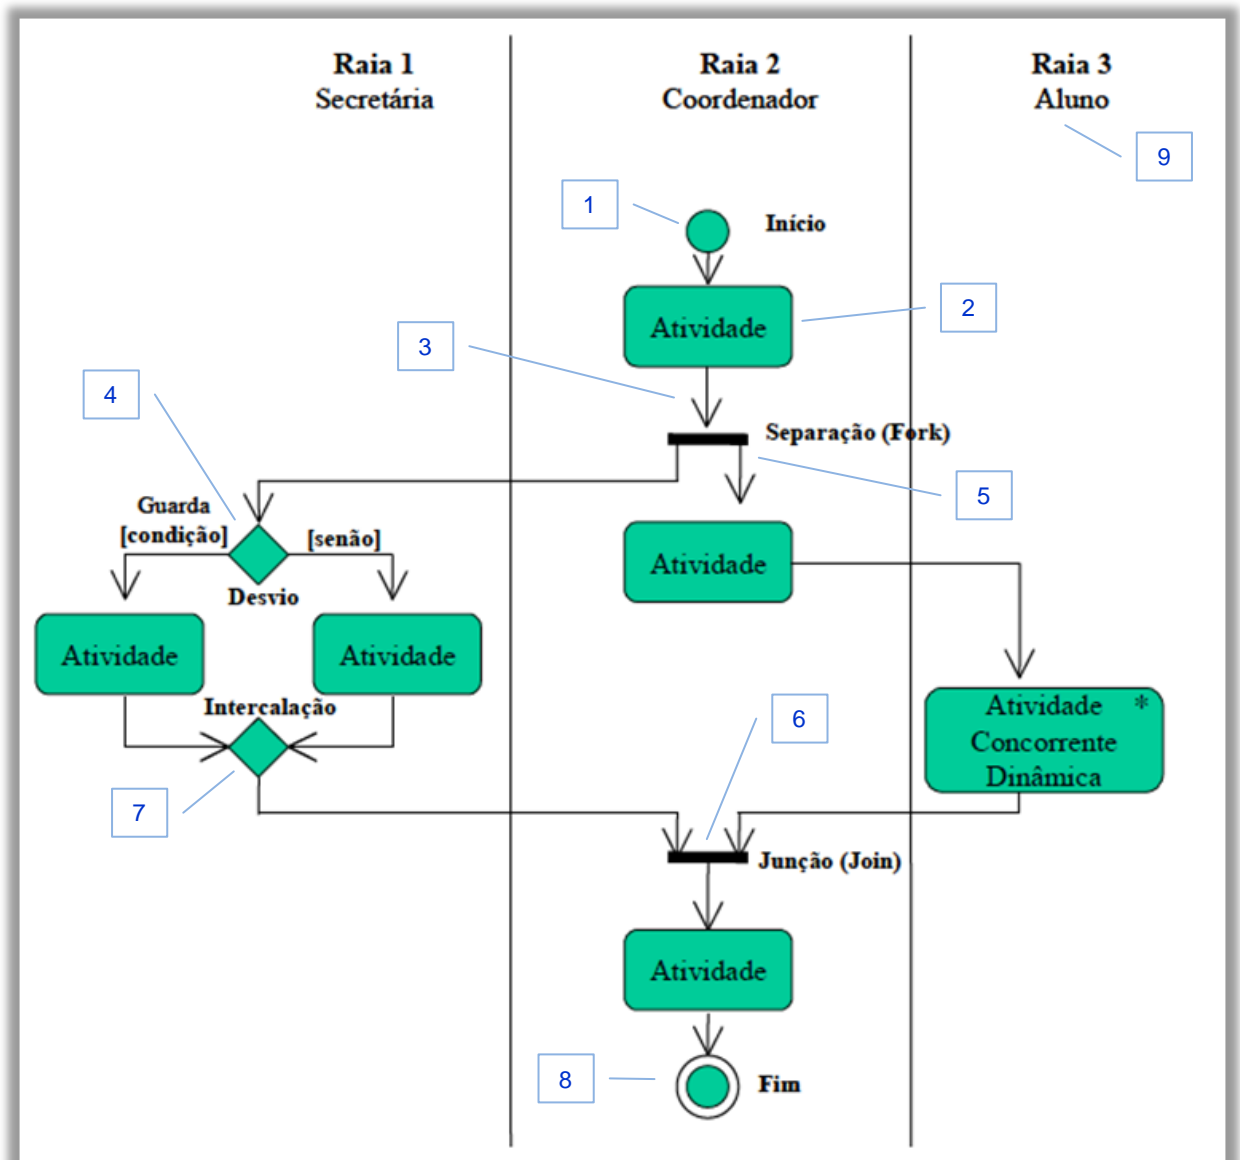 Raia 1
Secretária
Raia 2
Coordenador
Raia 3
Aluno
9
1
Início
2
Atividade
3
4
Separação (Fork)
5
Guarda
[condição]
[senão]
Desvio
Atividade
Atividade
Atividade
Intercalação
Atividade *
Concorrente
Dinâmica
6
7
Junção (Join)
Atividade
8
Fim